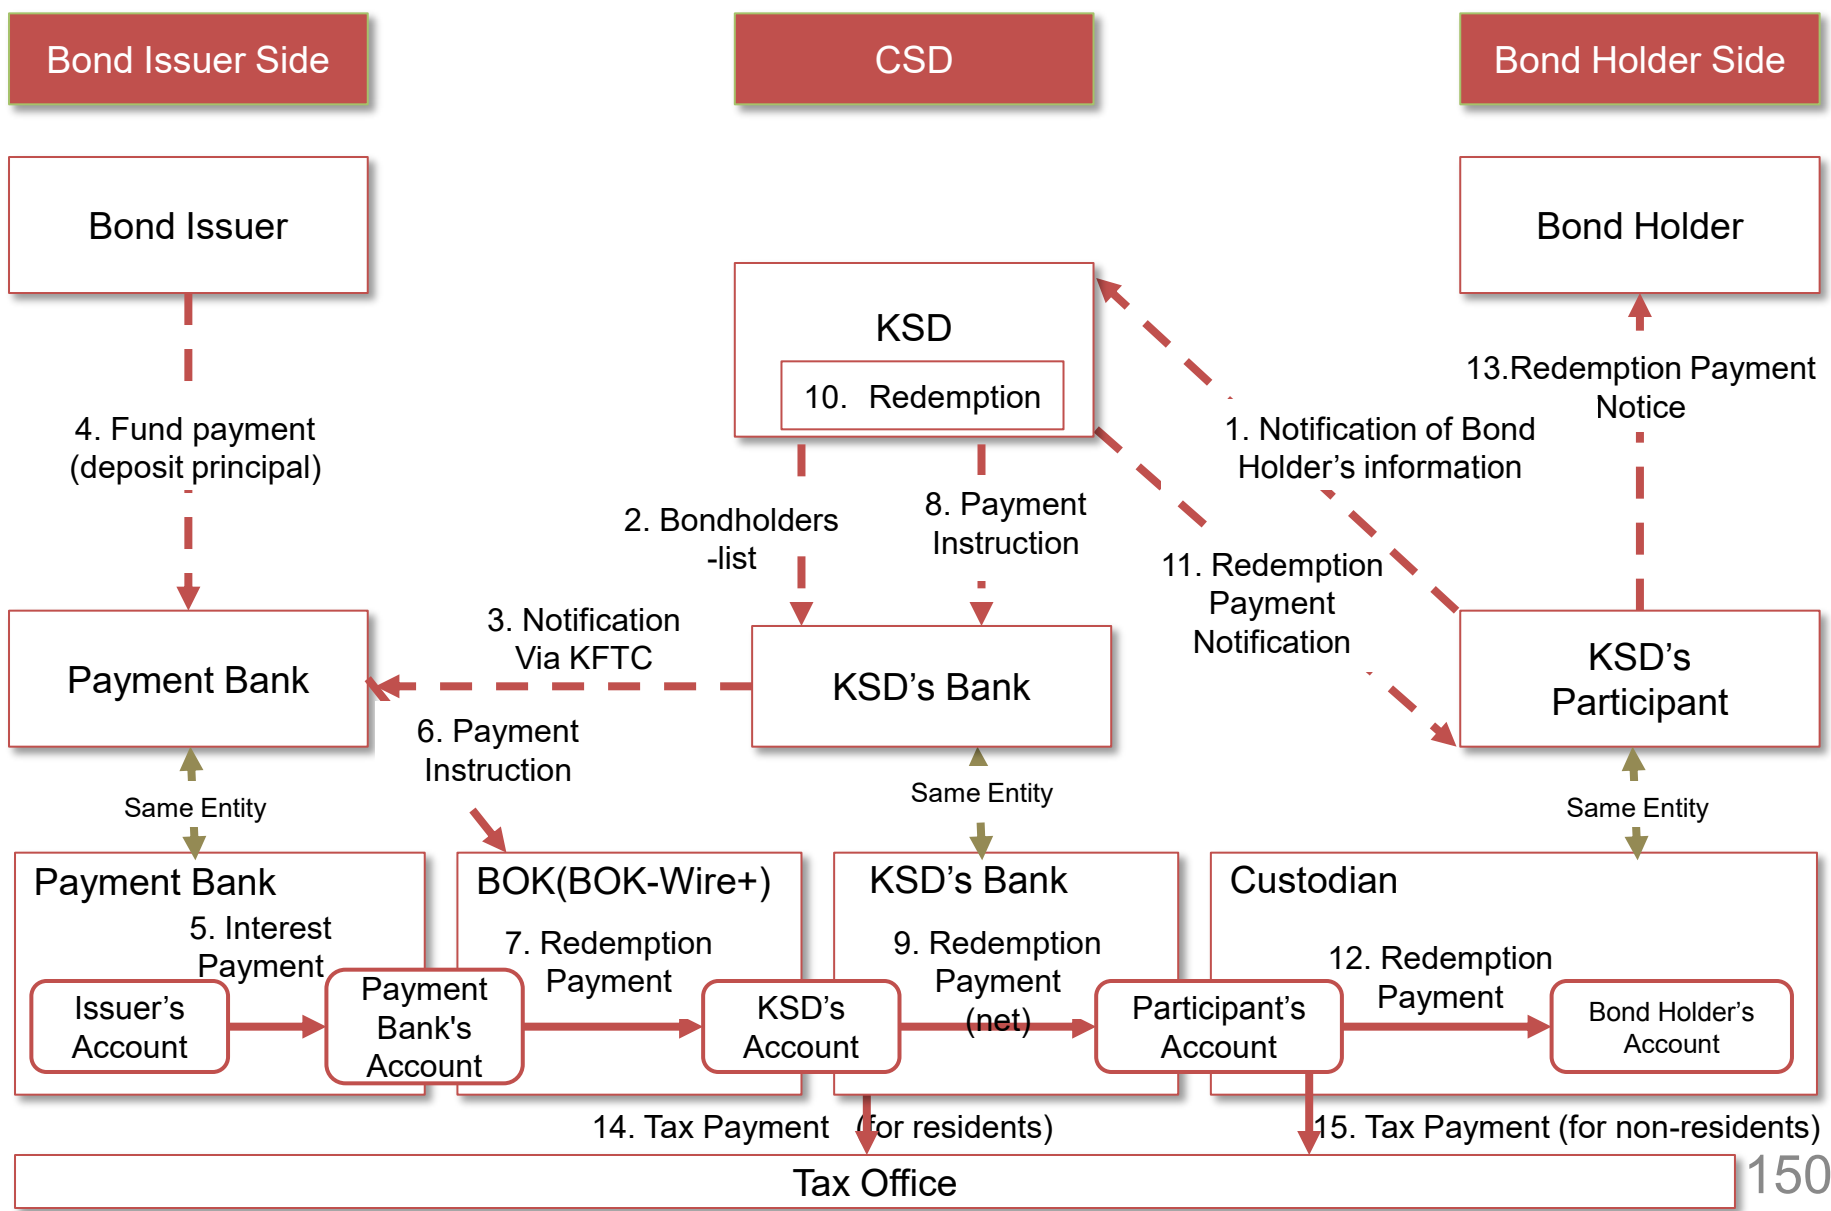 Bond Issuer Side
CSD
Bond Holder Side
Bond Issuer
Bond Holder
KSD
10. Redemption
13.Redemption Payment
Notice
4. Fund payment
(deposit principal)
1. Notification of Bond
Holder’s information
2. Bondholders
-list
8. Payment
Instruction
11. Redemption
Payment
Notification
3. Notification
Via KFTC
Payment Bank
KSD’s Bank
KSD’s
Participant
6. Payment
Instruction
Same Entity
Same Entity
Same Entity
Payment Bank
5. Interest
Payment
Issuer’s
Account
Payment
Bank's
Account
BOK(BOK-Wire+)
7. Redemption
Payment
KSD’s
Account
KSD’s Bank
9. Redemption
Payment
(net)
Participant’s
Account
Custodian
12. Redemption
Payment
Bond Holder’s
Account
14. Tax Payment (for residents)
15. Tax Payment (for non-residents)
Tax Office
150